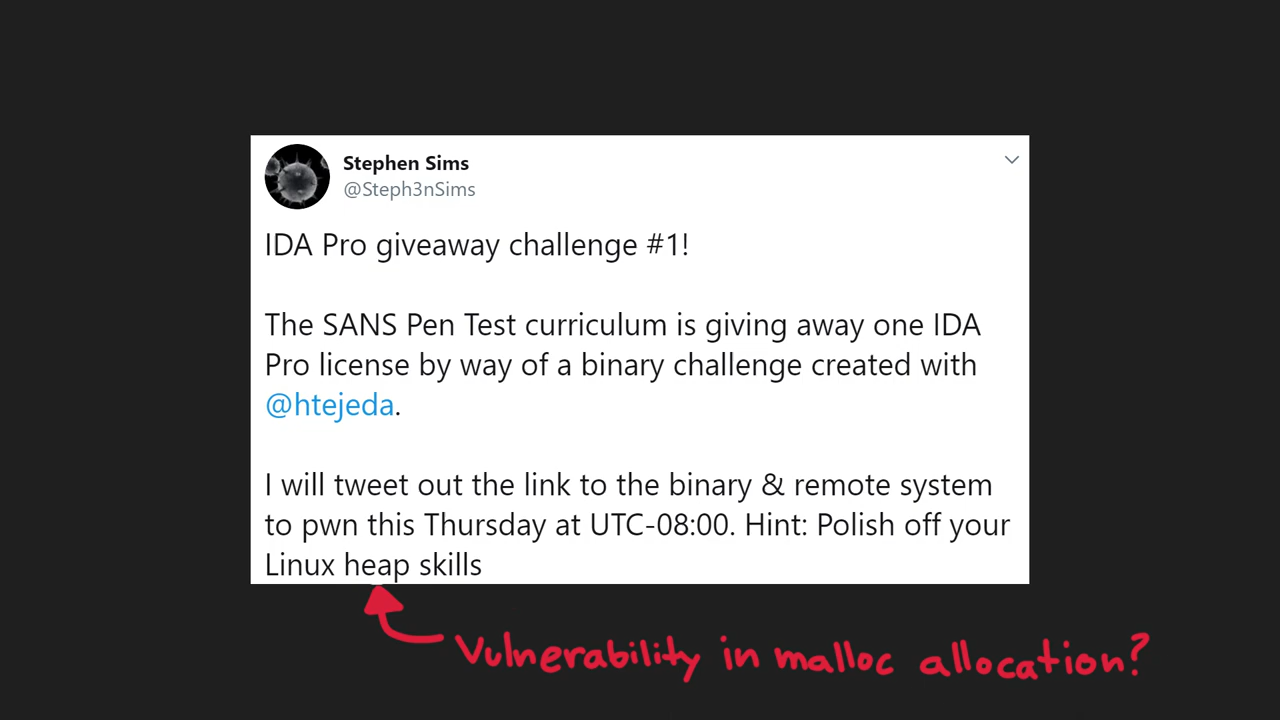 Stephen Sims
@Steph3nSims
IDA Pro giveaway challenge #1!
The SANS Pen Test curriculum is giving away one IDA
Pro license by way of a binary challenge created with
@htejeda.
I will tweet out the link to the binary & remote system
to pwn this Thursday at UTC-08:00. Hint: Polish off your
Linux heap skills
Vulnerability in malloc allocation?